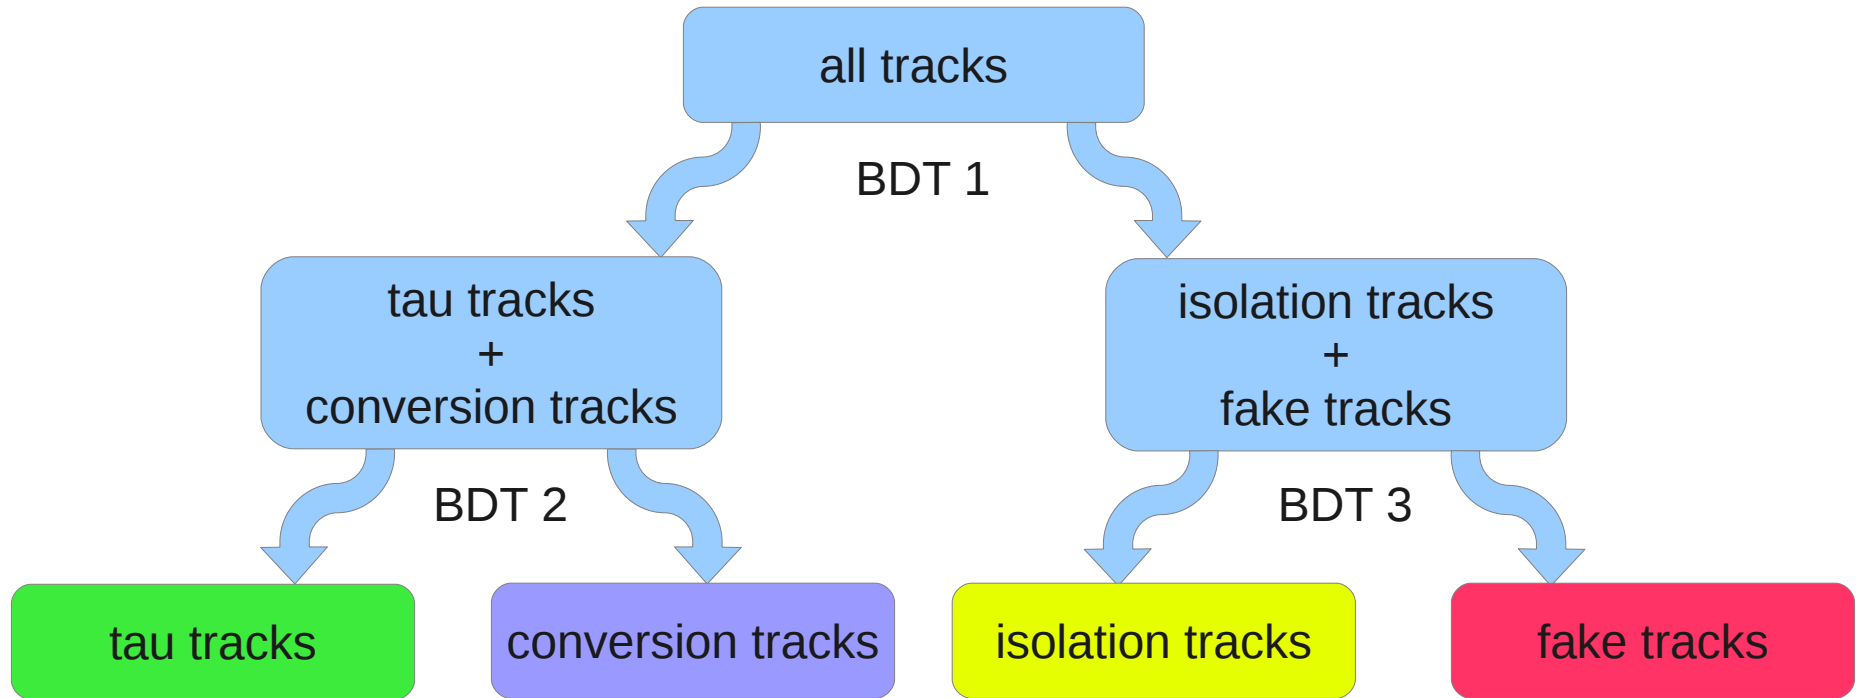 all tracks
BDT 1
tau tracks
+
conversion tracks
isolation tracks
+
fake tracks
BDT 2
BDT 3
tau tracks
conversion tracks
isolation tracks
fake tracks